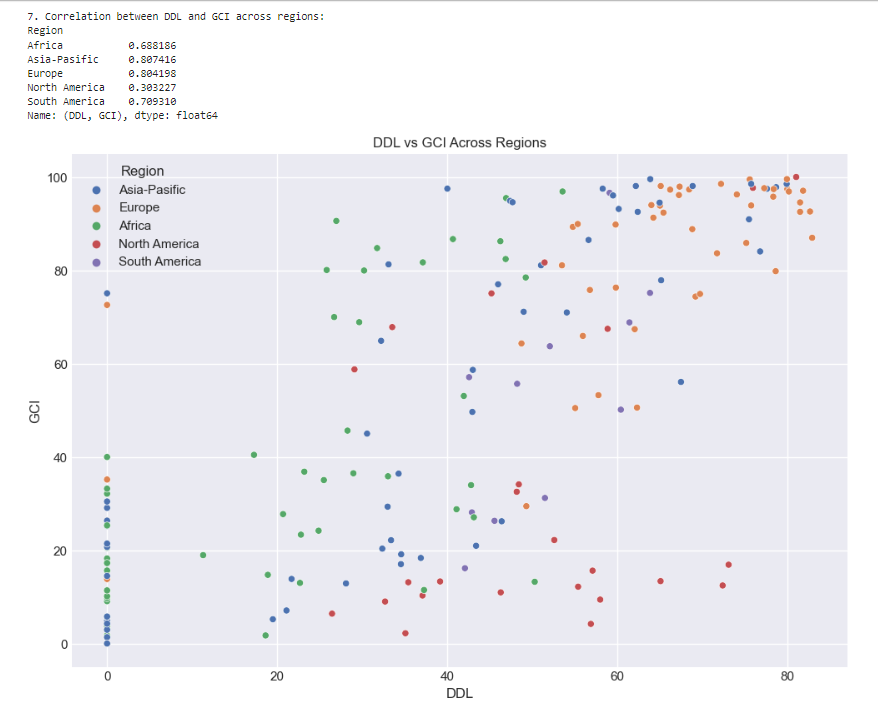 7. Correlation between DDL and GCI across regions:
Region
Africa 0.688186
Asia-Pasific 0.807416
Europe 0.804198
North America 0.303227
South America 0.709310
Name: (DDL, GCI), dtype: float64
DDL vs GCI Across Regions
Region
Asia-Pasific
Europe
Africa
North America
South America
100
80
60
40
20
0
GCI
0 20 40 60 80
DDL